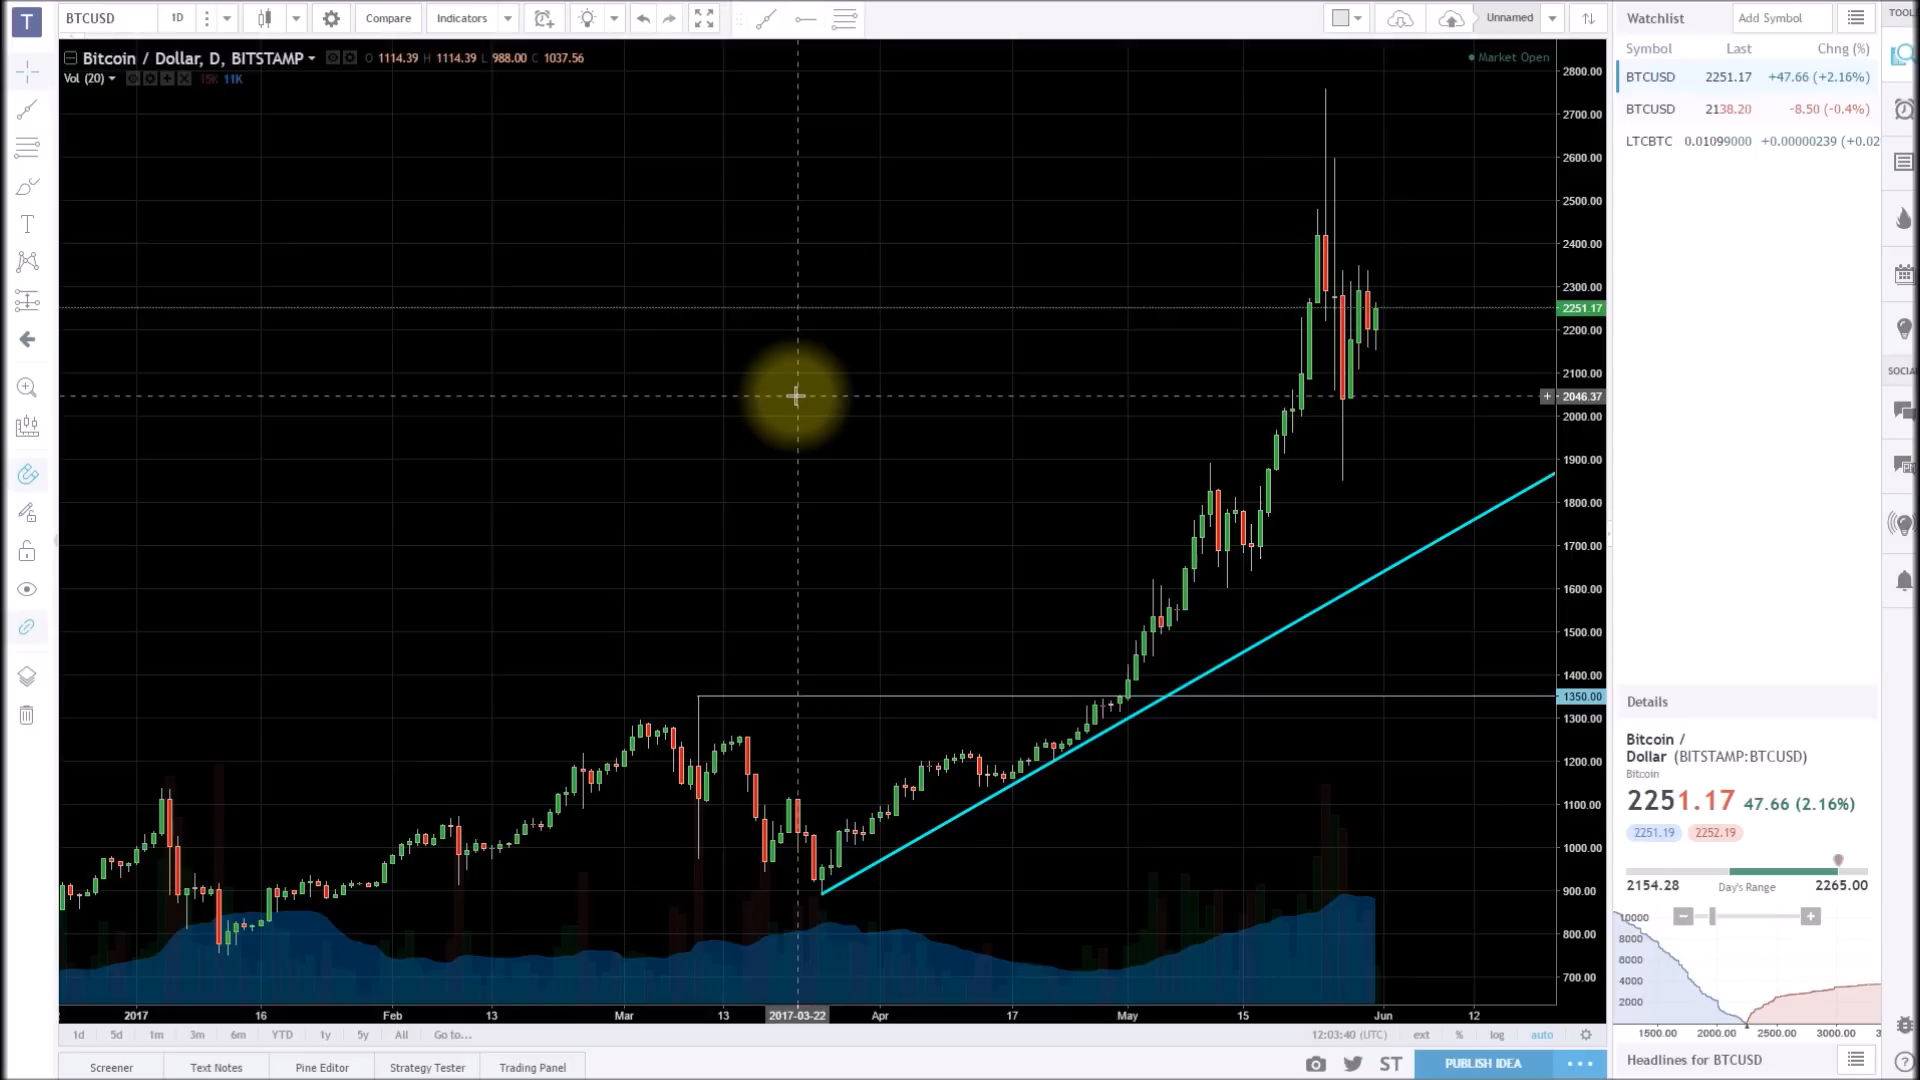 T BTCUSD 1D Compare Indicators Unnamed
Watchlist Add Symbol TOOL
Bitcoin / Dollar, D, BITSTAMP O 1114.39 H 1114.39 L 988.00 C 1037.56
Market Open
Vol (20) 15K 11K
Symbol Last Chng (%)
BTCUSD 2251.17 +47.66 (+2.16%)
BTCUSD 2138.20 -8.50 (-0.4%)
LTCBTC 0.01099000 +0.00000239 (+0.02
2800.00
2700.00
2600.00
2500.00
2400.00
2300.00
2251.17
2200.00
2100.00
2046.37
2000.00
1900.00
1800.00
1700.00
1600.00
1500.00
1400.00
1350.00
1300.00
1200.00
1100.00
1000.00
900.00
800.00
700.00
SOCIA
Details
Bitcoin /
Dollar (BITSTAMP:BTCUSD)
Bitcoin
2251.17 47.66 (2.16%)
2251.19 2252.19
2154.28 Day's Range 2265.00
10000
8000
6000
4000
2000
1500.00 2000.00 2500.00 3000.00
2017 16 Feb 13 Mar 13 2017-03-22 Apr 17 May 15 Jun 12
1d 5d 1m 3m 6m YTD 1y 5y All Go to... 12:03:40 (UTC) ext % log auto
Screener Text Notes Pine Editor Strategy Tester Trading Panel ST PUBLISH IDEA
Headlines for BTCUSD